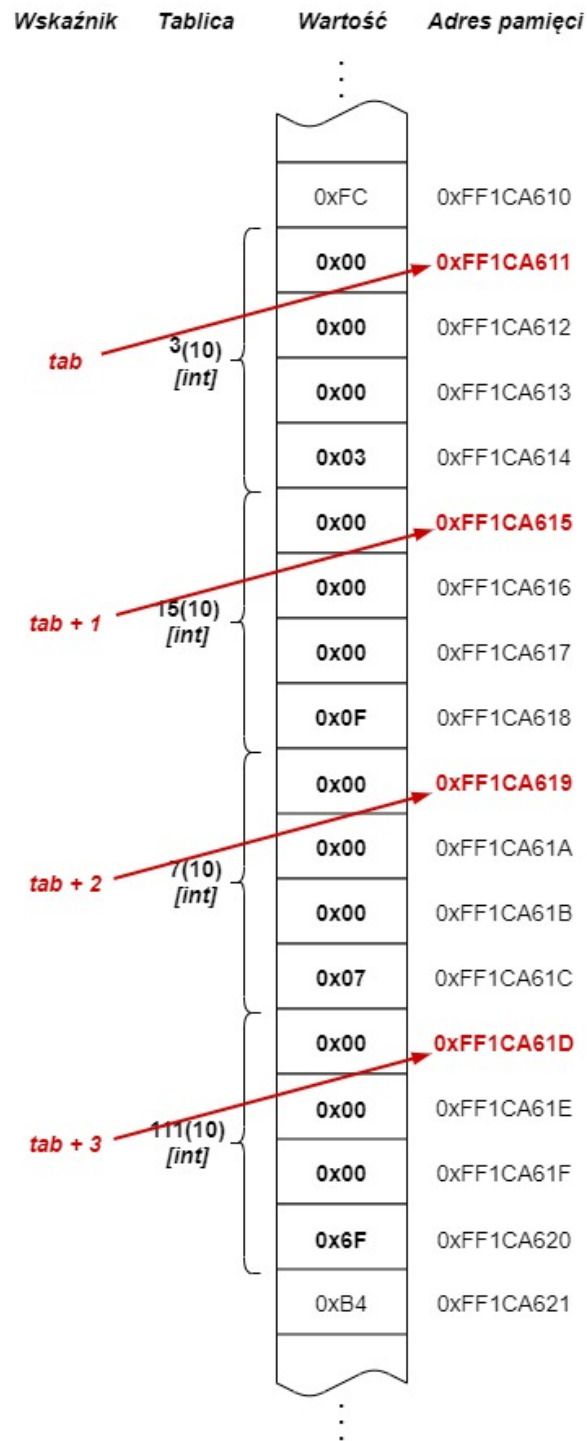 Wskaźnik Tablica Wartość Adres pamięci
0xFC 0xFF1CA610
0x00 0xFF1CA611
0x00 0xFF1CA612
tab 3(10) [int]
0x00 0xFF1CA613
0x03 0xFF1CA614
0x00 0xFF1CA615
0x00 0xFF1CA616
tab + 1 15(10) [int]
0x00 0xFF1CA617
0x0F 0xFF1CA618
0x00 0xFF1CA619
0x00 0xFF1CA61A
tab + 2 7(10) [int]
0x00 0xFF1CA61B
0x07 0xFF1CA61C
0x00 0xFF1CA61D
0x00 0xFF1CA61E
tab + 3 111(10) [int]
0x00 0xFF1CA61F
0x6F 0xFF1CA620
0xB4 0xFF1CA621